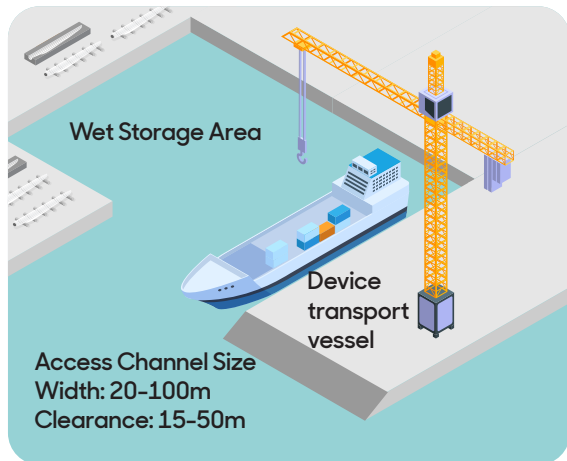 Wet Storage Area
Device
transport
vessel
Access Channel Size
Width: 20-100m
Clearance: 15-50m